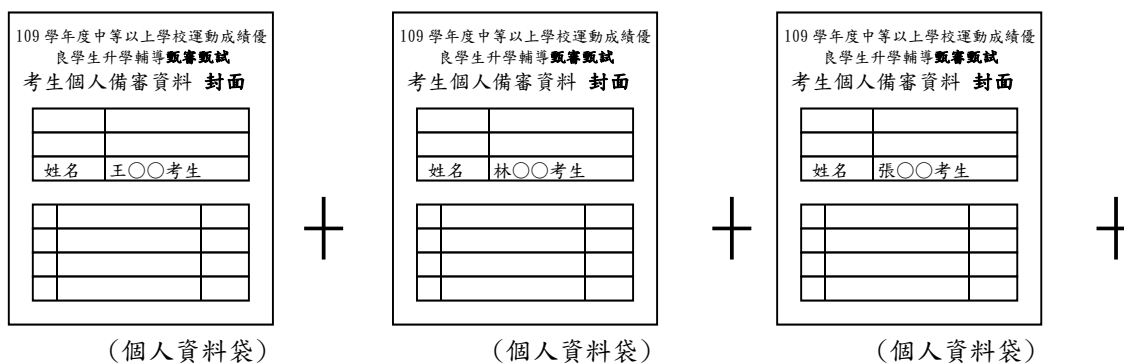 109 學年度中等以上學校運動成績優
良學生升學輔導甄審甄試
考生個人備審資料 封面
姓名 王○○考生
(個人資料袋)
+
109 學年度中等以上學校運動成績優
良學生升學輔導甄審甄試
考生個人備審資料 封面
姓名 林○○考生
(個人資料袋)
+
109 學年度中等以上學校運動成績優
良學生升學輔導甄審甄試
考生個人備審資料 封面
姓名 張○○考生
(個人資料袋)
+